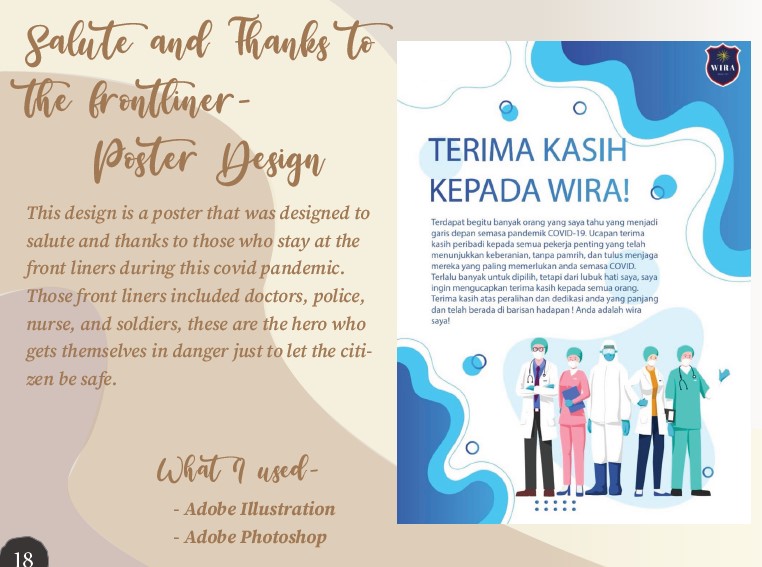 Salute and Thanks to
the frontliner-
Poster Design
This design is a poster that was designed to
salute and thanks to those who stay at the
front liners during this covid pandemic.
Those front liners included doctors, police,
nurse, and soldiers, these are the hero who
gets themselves in danger just to let the citi-
zen be safe.
What I used-
- Adobe Illustration
- Adobe Photoshop
18
WIRA
TERIMA KASIH
KEPADA WIRA!
Terdapat begitu banyak orang yang saya tahu yang menjadi
garis depan semasa pandemik COVID-19. Ucapan terima
kasih peribadi kepada semua pekerja penting yang telah
menunjukkan keberanian, tanpa pamrih, dan tulus menjaga
mereka yang paling memerlukan anda semasa COVID.
Terlalu banyak untuk dipilih, tetapi dari lubuk hati saya, saya
ingin mengucapkan terima kasih kepada semua orang.
Terima kasih atas peralihan dan dedikasi anda yang panjang
dan telah berada di barisan hadapan ! Anda adalah wira
saya!